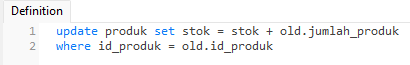 Definition
1 update produk set stok = stok + old.jumlah_produk
2 where id_produk = old.id_produk